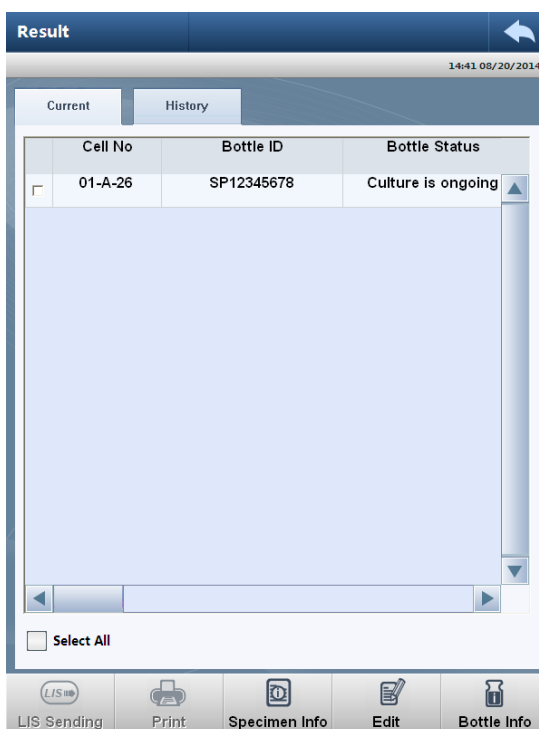 Result
14:41 08/20/2014
Current History
Cell No Bottle ID Bottle Status
01-A-26 SP12345678 Culture is ongoing
Select All
LIS
LIS Sending Print Specimen Info Edit Bottle Info